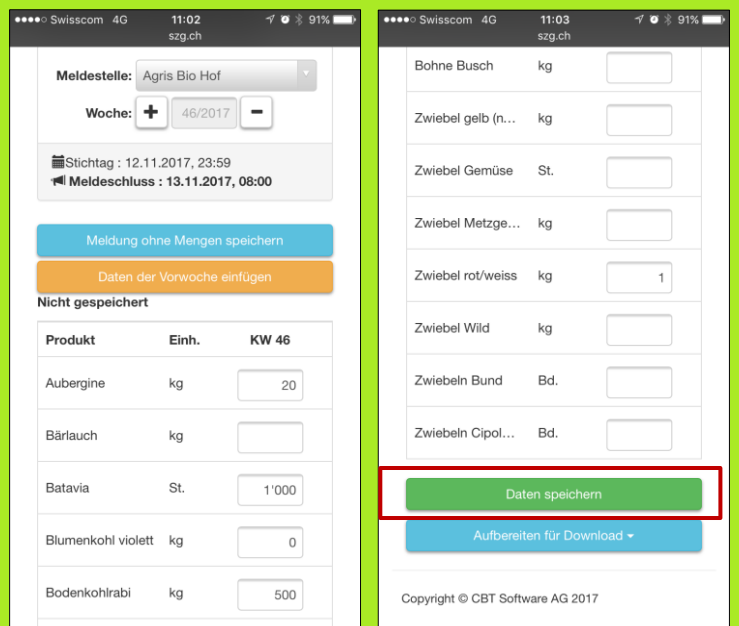 Swisscom 4G 11:02 91%
szg.ch
Meldestelle: Agris Bio Hof
Woche: + 46/2017 −
Stichtag : 12.11.2017, 23:59
Meldeschluss : 13.11.2017, 08:00
Meldung ohne Mengen speichern
Daten der Vorwoche einfügen
Nicht gespeichert
Produkt Einh. KW 46
Aubergine kg 20
Bärlauch kg
Batavia St. 1'000
Blumenkohl violett kg 0
Bodenkohlrabi kg 500
Swisscom 4G 11:03 91%
szg.ch
Bohne Busch kg
Zwiebel gelb (n... kg
Zwiebel Gemüse St.
Zwiebel Metzge... kg
Zwiebel rot/weiss kg 1
Zwiebel Wild kg
Zwiebeln Bund Bd.
Zwiebeln Cipol... Bd.
Daten speichern
Aufbereiten für Download
Copyright © CBT Software AG 2017